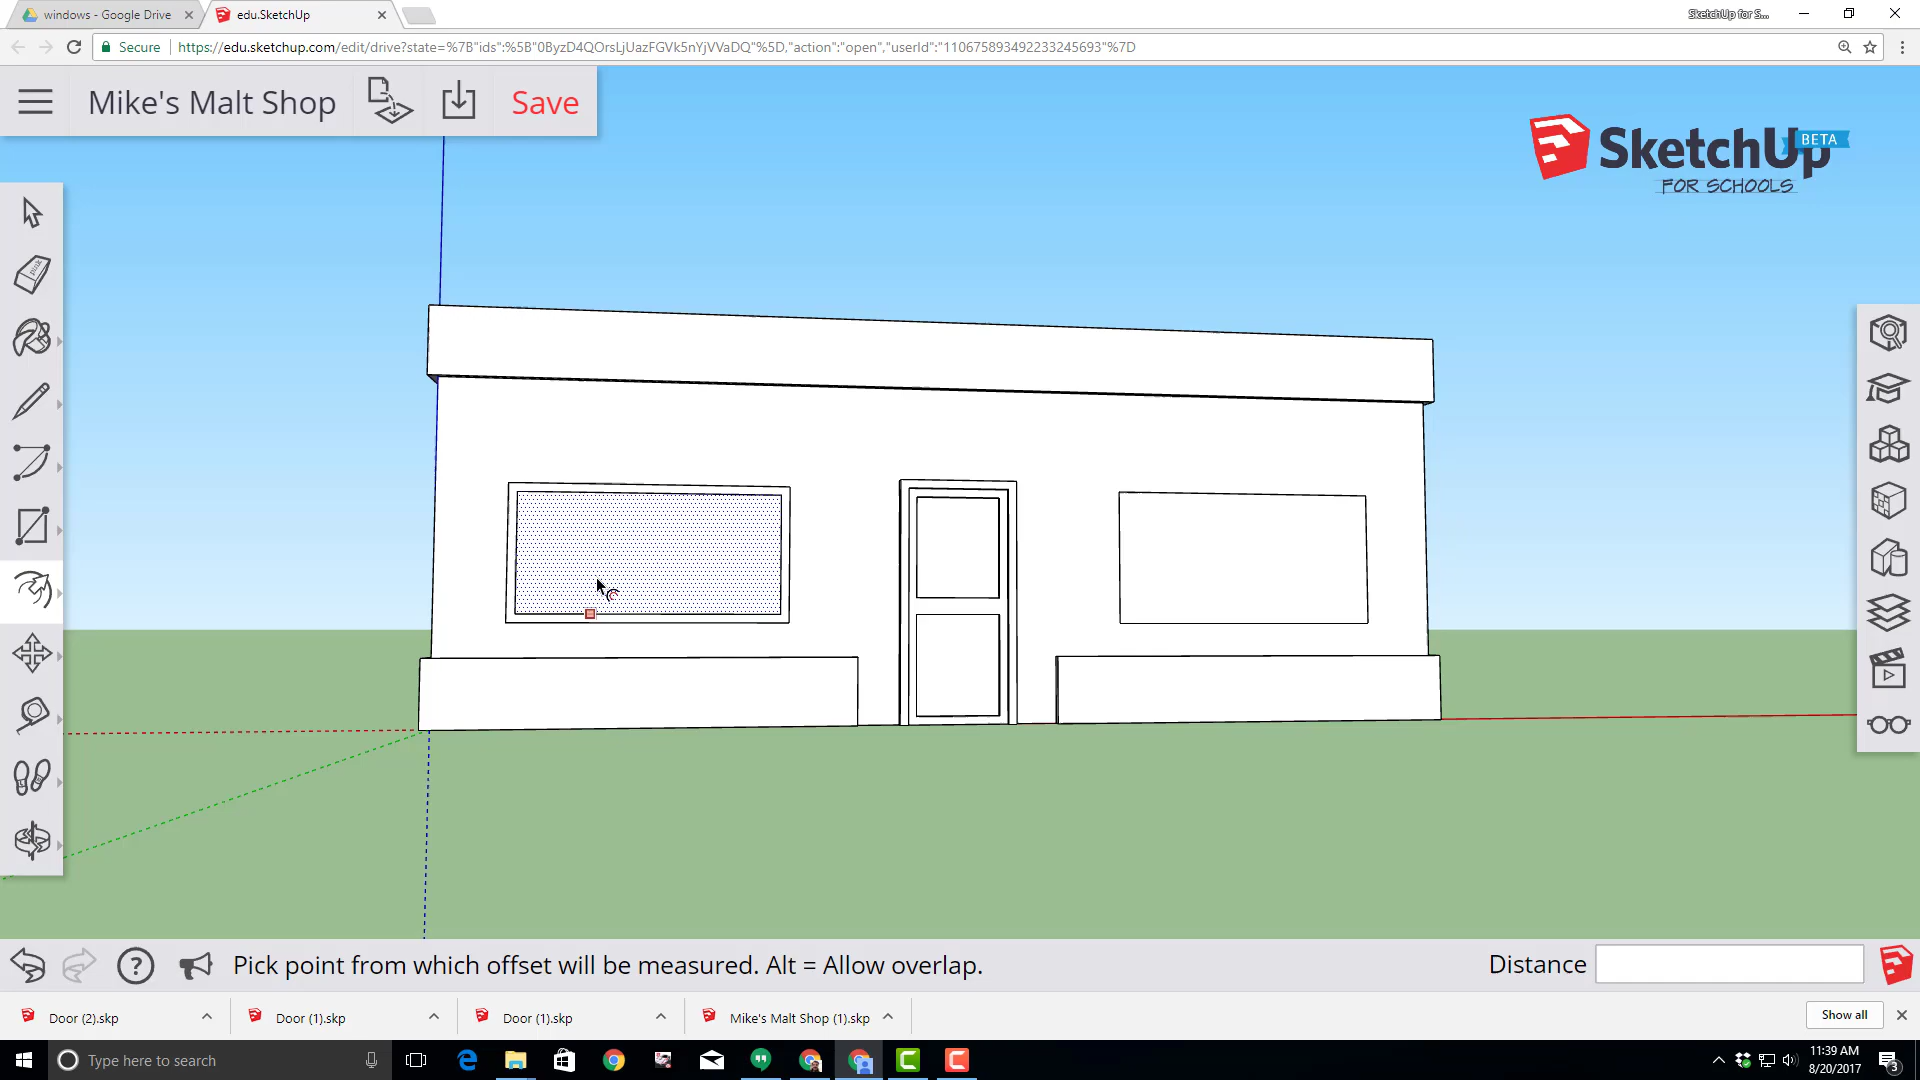 windows - Google Drive
edu.SketchUp
SketchUp for S...
Secure
https://edu.sketchup.com/edit/drive?state=%7B"ids":%5B"0ByzD4QOrsLjUazFGVk5nYjVVaDQ"%5D,"action":"open","userId":"110675893492233245693"%7D
Mike's Malt Shop
Save
SketchUp
BETA
FOR SCHOOLS
Pick point from which offset will be measured. Alt = Allow overlap.
Distance
Door (2).skp
Door (1).skp
Door (1).skp
Mike's Malt Shop (1).skp
Show all
Type here to search
11:39 AM
8/20/2017
3